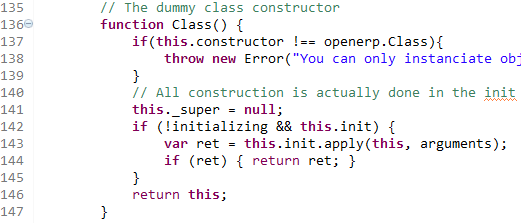 135 // The dummy class constructor
136 function Class() {
137 if(this.constructor !== openerp.Class){
138 throw new Error("You can only instanciate obj
139 }
140 // All construction is actually done in the init
141 this._super = null;
142 if (!initializing && this.init) {
143 var ret = this.init.apply(this, arguments);
144 if (ret) { return ret; }
145 }
146 return this;
147 }